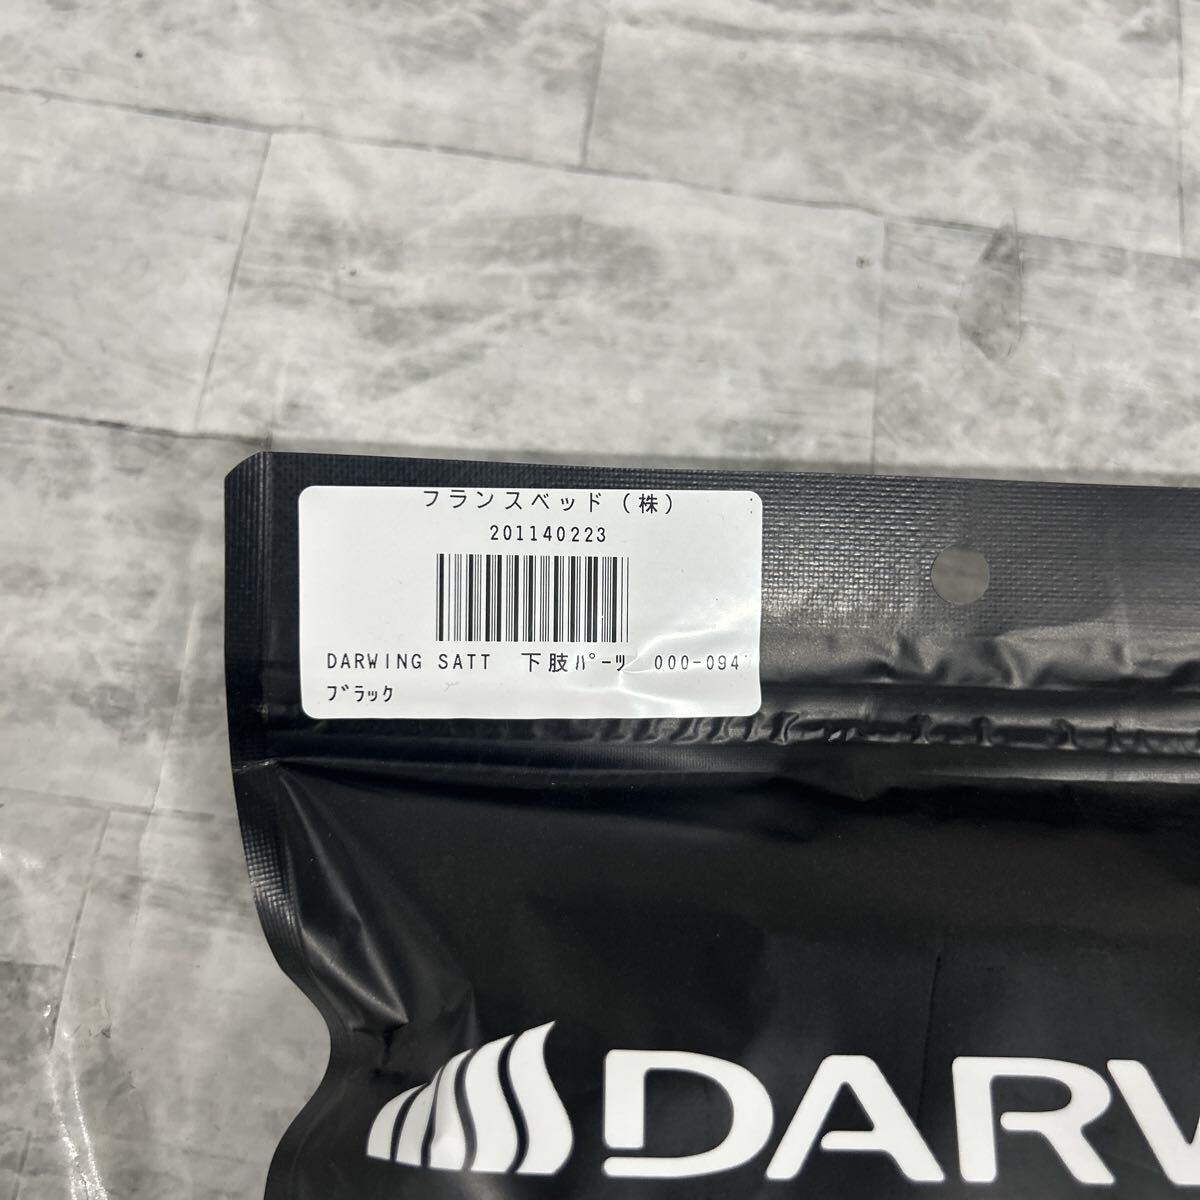 フランスベッド（株）
201140223
DARWING SATT 下肢ﾊﾟｰﾂ 000-094
ﾌﾞﾗｯｸ
DARW